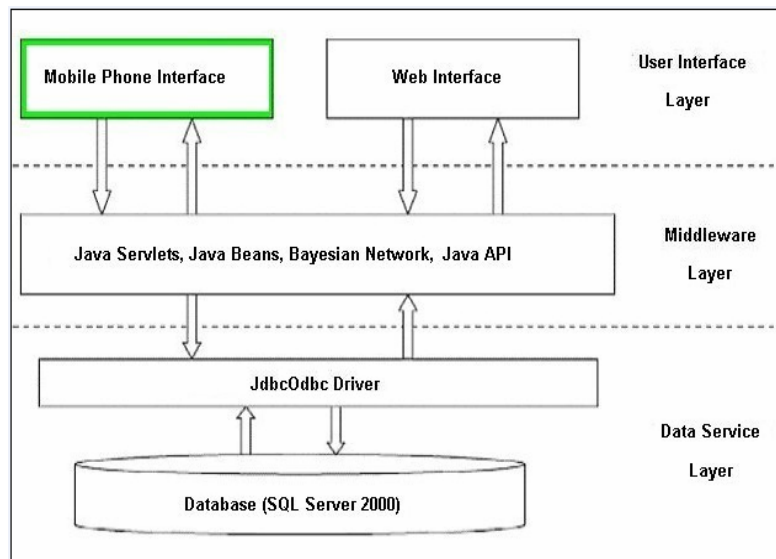 Mobile Phone Interface
Web Interface
User Interface
Layer
Java Servlets, Java Beans, Bayesian Network, Java API
Middleware
Layer
JdbcOdbc Driver
Data Service
Layer
Database (SQL Server 2000)